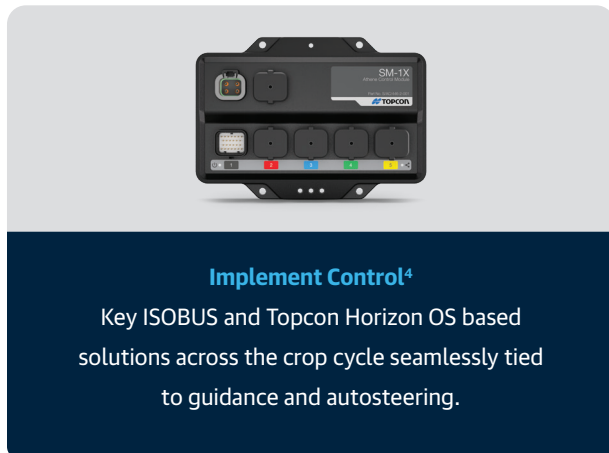 SM-1X
TOPCON
1 2 3 4 5
Implement Control⁴
Key ISOBUS and Topcon Horizon OS based
solutions across the crop cycle seamlessly tied
to guidance and autosteering.